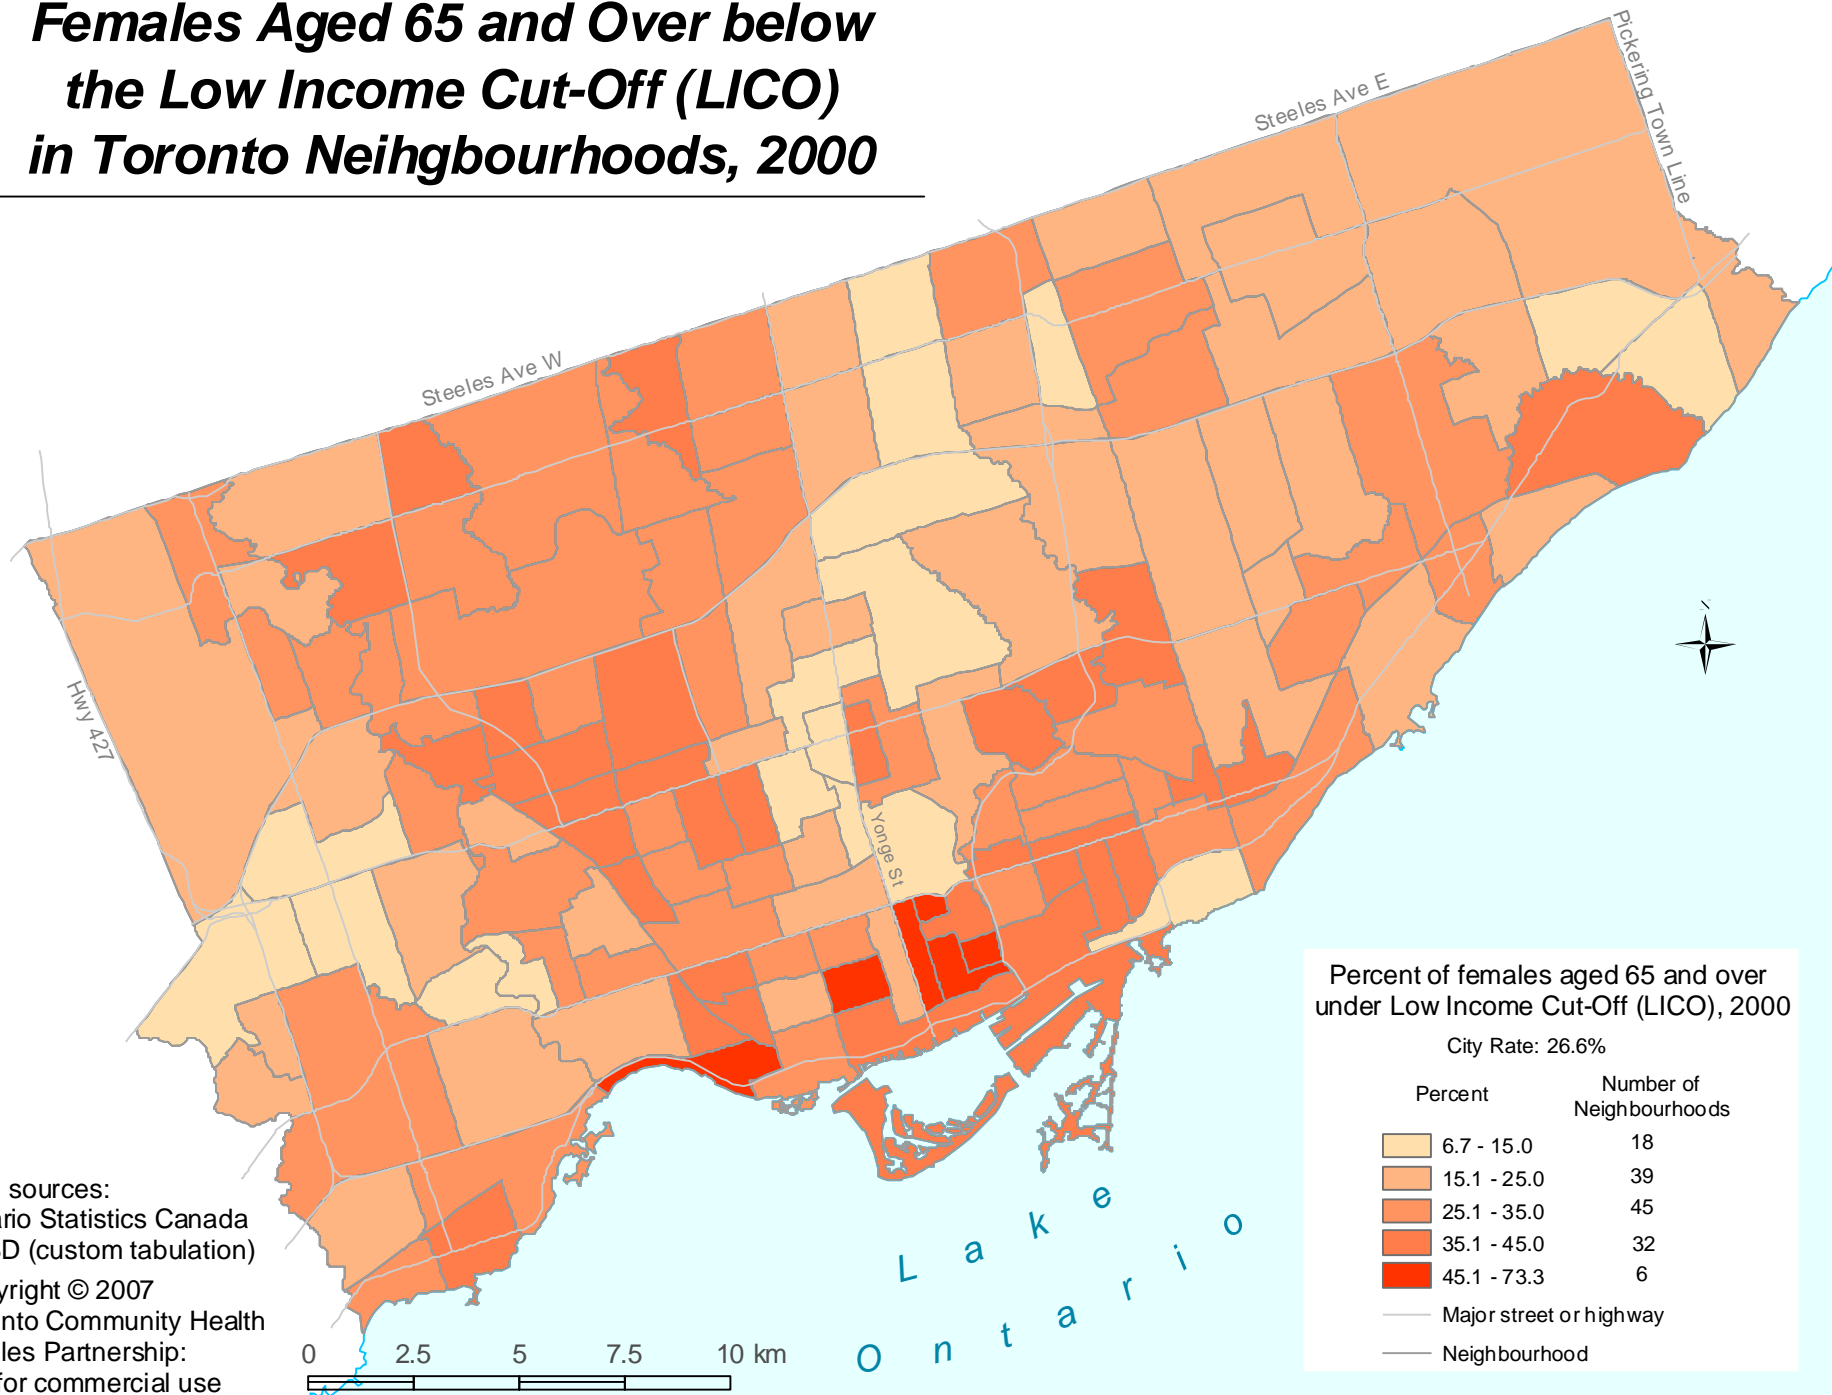 Females Aged 65 and Over below
the Low Income Cut-Off (LICO)
in Toronto Neihgbourhoods, 2000
Steeles Ave E
Pickering Town Line
Steeles Ave W
Hwy 427
Yonge St
Lake
Ontario
Percent of females aged 65 and over
under Low Income Cut-Off (LICO), 2000
City Rate: 26.6%
Percent Number of Neighbourhoods
6.7 - 15.0 18
15.1 - 25.0 39
25.1 - 35.0 45
35.1 - 45.0 32
45.1 - 73.3 6
Major street or highway
Neighbourhood
sources:
rio Statistics Canada
D (custom tabulation)
yright © 2007
nto Community Health
les Partnership:
for commercial use
0 2.5 5 7.5 10 km